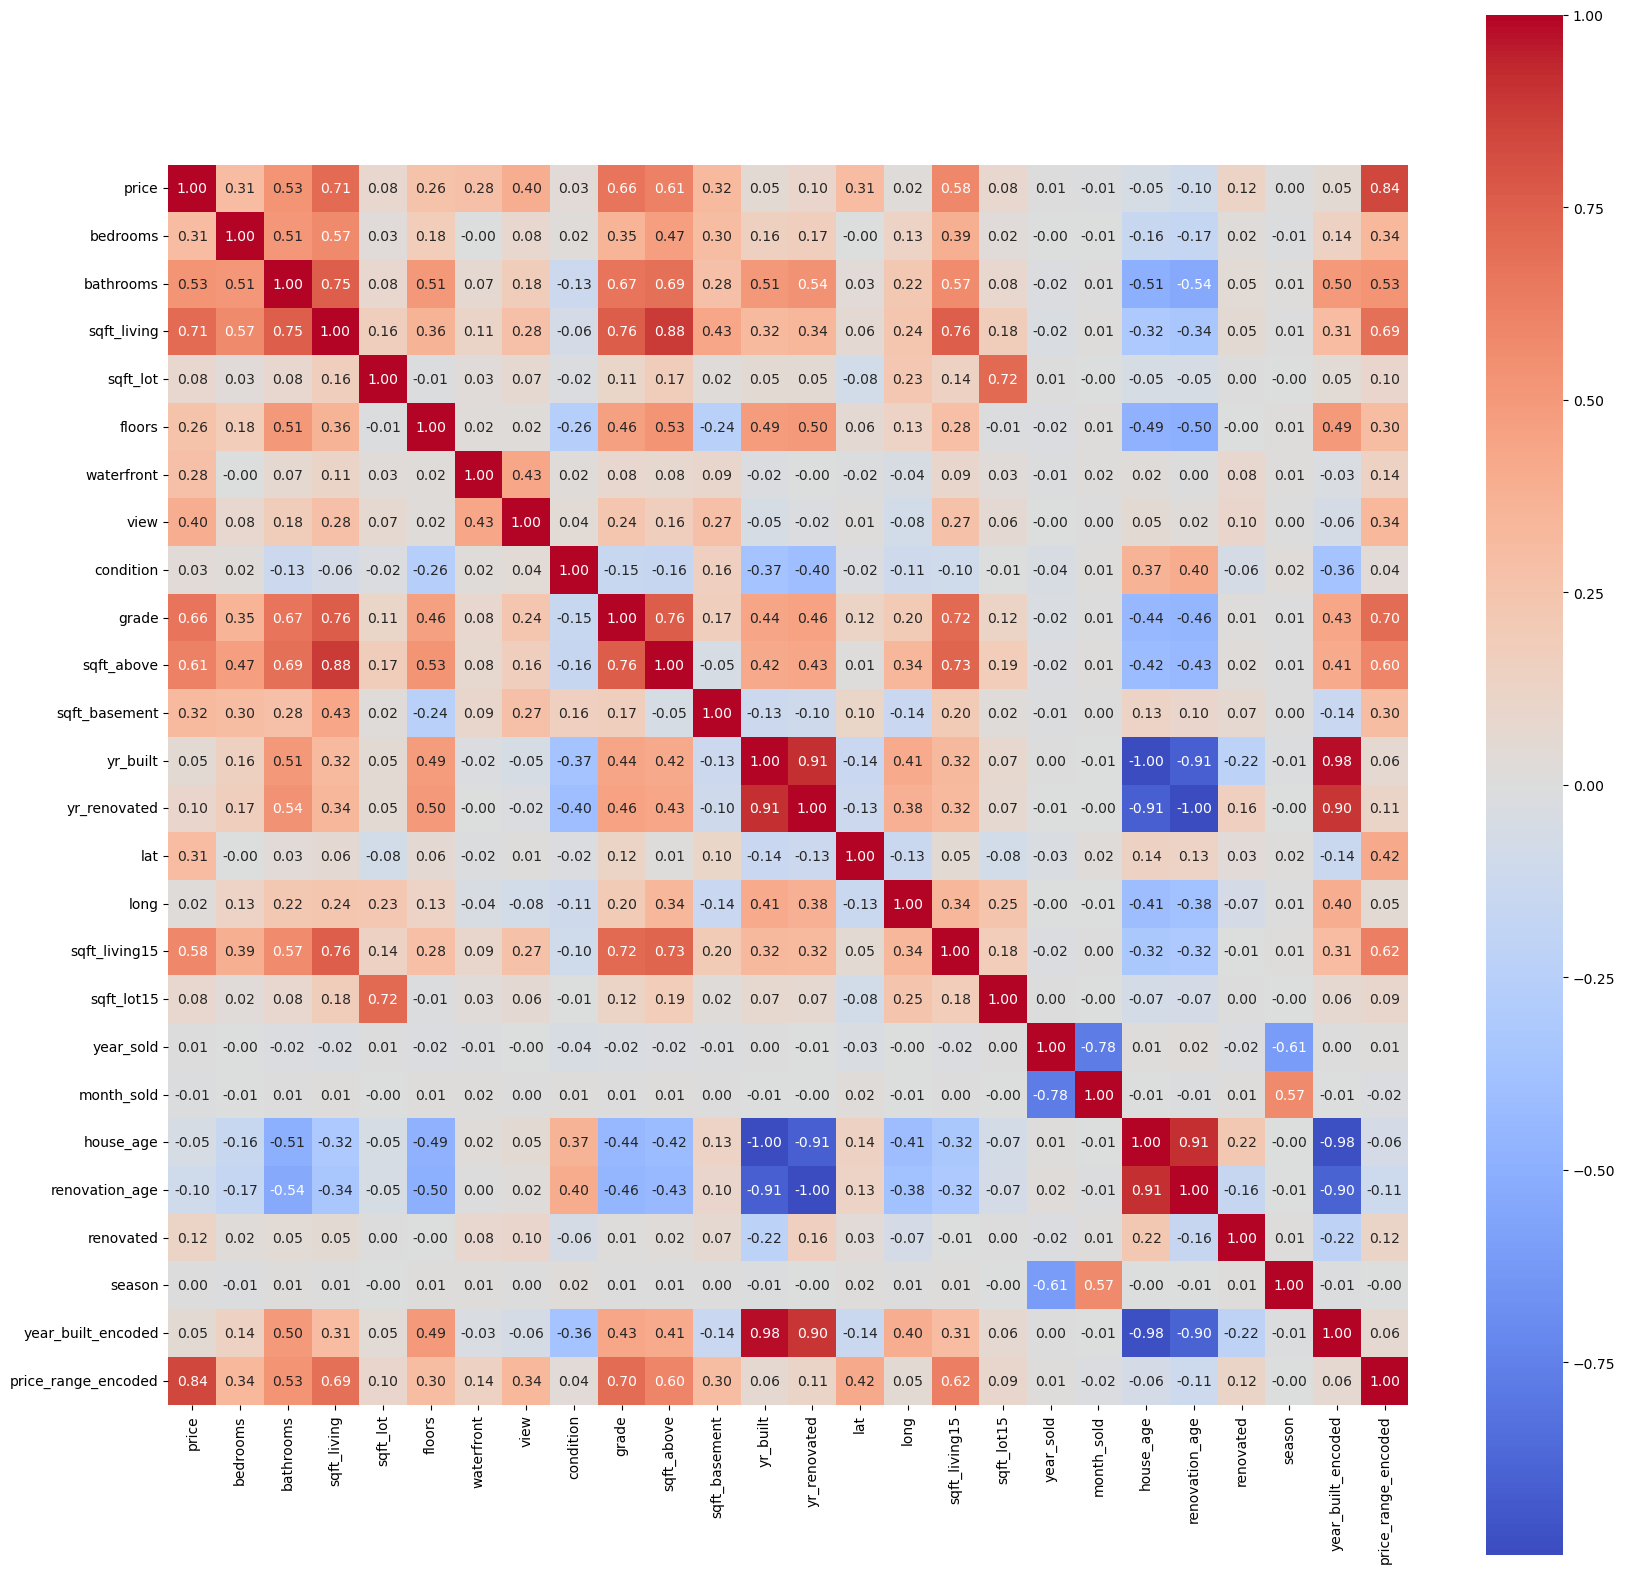 1.00
price 1.00 0.31 0.53 0.71 0.08 0.26 0.28 0.40 0.03 0.66 0.61 0.32 0.05 0.10 0.31 0.02 0.58 0.08 0.01 -0.01 -0.05 -0.10 0.12 0.00 0.05 0.84
bedrooms 0.31 1.00 0.51 0.57 0.03 0.18 -0.00 0.08 0.02 0.35 0.47 0.30 0.16 0.17 -0.00 0.13 0.39 0.02 -0.00 -0.01 -0.16 -0.17 0.02 -0.01 0.14 0.34
bathrooms 0.53 0.51 1.00 0.75 0.08 0.51 0.07 0.18 -0.13 0.67 0.69 0.28 0.51 0.54 0.03 0.22 0.57 0.08 -0.02 0.01 -0.51 -0.54 0.05 0.01 0.50 0.53
sqft_living 0.71 0.57 0.75 1.00 0.16 0.36 0.11 0.28 -0.06 0.76 0.88 0.43 0.32 0.34 0.06 0.24 0.76 0.18 -0.02 0.01 -0.32 -0.34 0.05 0.01 0.31 0.69
sqft_lot 0.08 0.03 0.08 0.16 1.00 -0.01 0.03 0.07 -0.02 0.11 0.17 0.02 0.05 0.05 -0.08 0.23 0.14 0.72 0.01 -0.00 -0.05 -0.05 0.00 -0.00 0.05 0.10
0.75
floors 0.26 0.18 0.51 0.36 -0.01 1.00 0.02 0.02 -0.26 0.46 0.53 -0.24 0.49 0.50 0.06 0.13 0.28 -0.01 -0.02 0.01 -0.49 -0.50 -0.00 0.01 0.49 0.30
0.50
waterfront 0.28 -0.00 0.07 0.11 0.03 0.02 1.00 0.43 0.02 0.08 0.08 0.09 -0.02 -0.00 -0.02 -0.04 0.09 0.03 -0.01 0.02 0.02 0.00 0.08 0.01 -0.03 0.14
view 0.40 0.08 0.18 0.28 0.07 0.02 0.43 1.00 0.04 0.24 0.16 0.27 -0.05 -0.02 0.01 -0.08 0.27 0.06 -0.00 0.00 0.05 0.02 0.10 0.00 -0.06 0.34
condition 0.03 0.02 -0.13 -0.06 -0.02 -0.26 0.02 0.04 1.00 -0.15 -0.16 0.16 -0.37 -0.40 -0.02 -0.11 -0.10 -0.01 -0.04 0.01 0.37 0.40 -0.06 0.02 -0.36 0.04
0.25
grade 0.66 0.35 0.67 0.76 0.11 0.46 0.08 0.24 -0.15 1.00 0.76 0.17 0.44 0.46 0.12 0.20 0.72 0.12 -0.02 0.01 -0.44 -0.46 0.01 0.01 0.43 0.70
sqft_above 0.61 0.47 0.69 0.88 0.17 0.53 0.08 0.16 -0.16 0.76 1.00 -0.05 0.42 0.43 0.01 0.34 0.73 0.19 -0.02 0.01 -0.42 -0.43 0.02 0.01 0.41 0.60
sqft_basement 0.32 0.30 0.28 0.43 0.02 -0.24 0.09 0.27 0.16 0.17 -0.05 1.00 -0.13 -0.10 0.10 -0.14 0.20 0.02 -0.01 0.00 0.13 0.10 0.07 0.00 -0.14 0.30
yr_built 0.05 0.16 0.51 0.32 0.05 0.49 -0.02 -0.05 -0.37 0.44 0.42 -0.13 1.00 0.91 -0.14 0.41 0.32 0.07 0.00 -0.01 -1.00 -0.91 -0.22 -0.01 0.98 0.06
0.00
yr_renovated 0.10 0.17 0.54 0.34 0.05 0.50 -0.00 -0.02 -0.40 0.46 0.43 -0.10 0.91 1.00 -0.13 0.38 0.32 0.07 -0.01 -0.00 -0.91 -1.00 0.16 -0.00 0.90 0.11
lat 0.31 -0.00 0.03 0.06 -0.08 0.06 -0.02 0.01 -0.02 0.12 0.01 0.10 -0.14 -0.13 1.00 -0.13 0.05 -0.08 -0.03 0.02 0.14 0.13 0.03 0.02 -0.14 0.42
long 0.02 0.13 0.22 0.24 0.23 0.13 -0.04 -0.08 -0.11 0.20 0.34 -0.14 0.41 0.38 -0.13 1.00 0.34 0.25 -0.00 -0.01 -0.41 -0.38 -0.07 0.01 0.40 0.05
sqft_living15 0.58 0.39 0.57 0.76 0.14 0.28 0.09 0.27 -0.10 0.72 0.73 0.20 0.32 0.32 0.05 0.34 1.00 0.18 -0.02 0.00 -0.32 -0.32 -0.01 0.01 0.31 0.62
−0.25
sqft_lot15 0.08 0.02 0.08 0.18 0.72 -0.01 0.03 0.06 -0.01 0.12 0.19 0.02 0.07 0.07 -0.08 0.25 0.18 1.00 0.00 -0.00 -0.07 -0.07 0.00 -0.00 0.06 0.09
year_sold 0.01 -0.00 -0.02 -0.02 0.01 -0.02 -0.01 -0.00 -0.04 -0.02 -0.02 -0.01 0.00 -0.01 -0.03 -0.00 -0.02 0.00 1.00 -0.78 0.01 0.02 -0.02 -0.61 0.00 0.01
month_sold -0.01 -0.01 0.01 0.01 -0.00 0.01 0.02 0.00 0.01 0.01 0.01 0.00 -0.01 -0.00 0.02 -0.01 0.00 -0.00 -0.78 1.00 -0.01 -0.01 0.01 0.57 -0.01 -0.02
house_age -0.05 -0.16 -0.51 -0.32 -0.05 -0.49 0.02 0.05 0.37 -0.44 -0.42 0.13 -1.00 -0.91 0.14 -0.41 -0.32 -0.07 0.01 -0.01 1.00 0.91 0.22 -0.00 -0.98 -0.06
−0.50
renovation_age -0.10 -0.17 -0.54 -0.34 -0.05 -0.50 0.00 0.02 0.40 -0.46 -0.43 0.10 -0.91 -1.00 0.13 -0.38 -0.32 -0.07 0.02 -0.01 0.91 1.00 -0.16 -0.01 -0.90 -0.11
renovated 0.12 0.02 0.05 0.05 0.00 -0.00 0.08 0.10 -0.06 0.01 0.02 0.07 -0.22 0.16 0.03 -0.07 -0.01 0.00 -0.02 0.01 0.22 -0.16 1.00 0.01 -0.22 0.12
season 0.00 -0.01 0.01 0.01 -0.00 0.01 0.01 0.00 0.02 0.01 0.01 0.00 -0.01 -0.00 0.02 0.01 0.01 -0.00 -0.61 0.57 -0.00 -0.01 0.01 1.00 -0.01 -0.00
year_built_encoded 0.05 0.14 0.50 0.31 0.05 0.49 -0.03 -0.06 -0.36 0.43 0.41 -0.14 0.98 0.90 -0.14 0.40 0.31 0.06 0.00 -0.01 -0.98 -0.90 -0.22 -0.01 1.00 0.06
−0.75
price_range_encoded 0.84 0.34 0.53 0.69 0.10 0.30 0.14 0.34 0.04 0.70 0.60 0.30 0.06 0.11 0.42 0.05 0.62 0.09 0.01 -0.02 -0.06 -0.11 0.12 -0.00 0.06 1.00
price
bedrooms
bathrooms
sqft_living
sqft_lot
floors
waterfront
view
condition
grade
sqft_above
sqft_basement
yr_built
yr_renovated
lat
long
sqft_living15
sqft_lot15
year_sold
month_sold
house_age
renovation_age
renovated
season
year_built_encoded
price_range_encoded